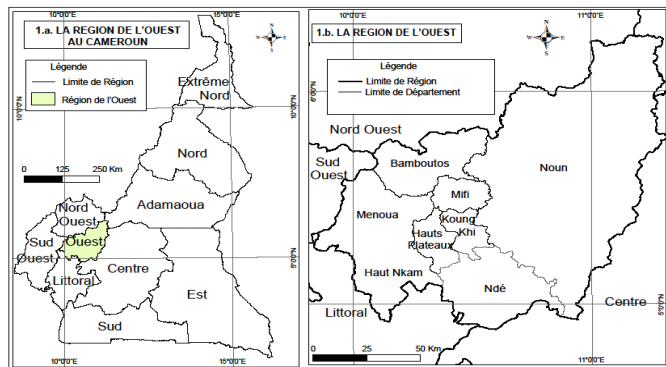 1.a. LA REGION DE L'OUEST
AU CAMEROUN
N
W E
S
Légende
Limite de Région
Région de l'Ouest
0 125 250 Km
Extrême
Nord
Nord
Adamaoua
Nord
Ouest
Sud
Ouest
Ouest
Centre
Littoral
Est
Sud
10°0'0"E
15°0'0"E
10°0'0"E
15°0'0"E
10°0'0"N
10°0'0"N
5°0'0"N
5°0'0"N
1.b. LA REGION DE L'OUEST
N
W E
S
Légende
Limite de Région
Limite de Département
10°0'0"E
11°0'0"E
Nord Ouest
Sud
Ouest
Bamboutos
Noun
Mifi
Menoua
Koung
Khi
Hauts
Plateaux
Haut Nkam
Ndé
Littoral
Centre
0 25 50 Km
10°0'0"E
11°0'0"E